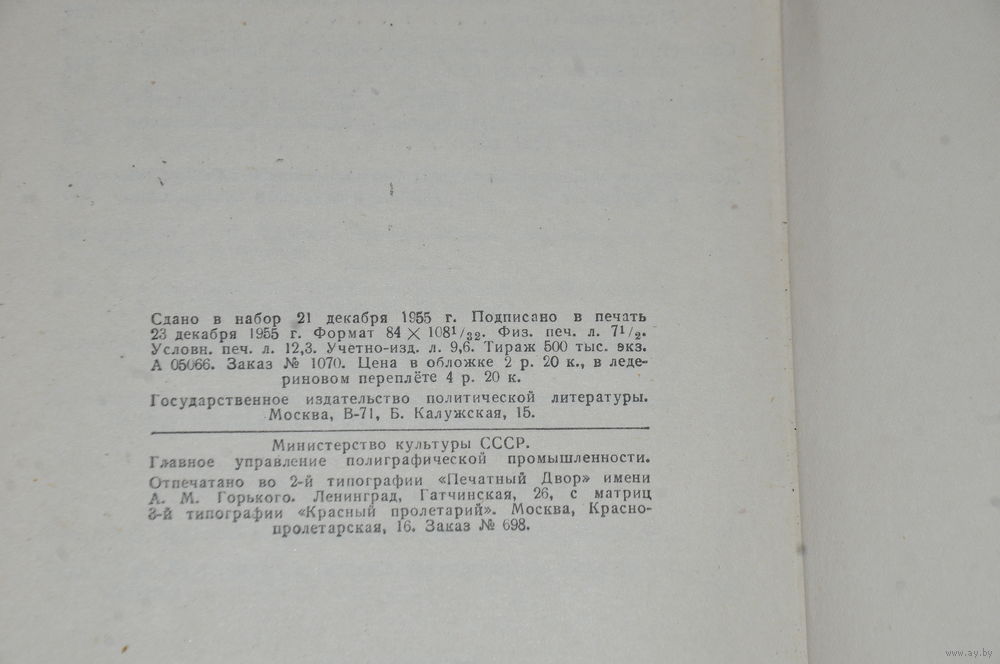 Сдано в набор 21 декабря 1955 г. Подписано в печать
23 декабря 1955 г. Формат 84 × 108¹/₃₂. Физ. печ. л. 7¹/₂.
Условн. печ. л. 12,3. Учетно-изд. л. 9,6. Тираж 500 тыс. экз.
А 05066. Заказ № 1070. Цена в обложке 2 р. 20 к., в леде-
риновом переплёте 4 р. 20 к.
Государственное издательство политической литературы.
Москва, В-71, Б. Калужская, 15.
Министерство культуры СССР.
Главное управление полиграфической промышленности.
Отпечатано во 2-й типографии «Печатный Двор» имени
А. М. Горького. Ленинград, Гатчинская, 26, с матриц
3-й типографии «Красный пролетарий». Москва, Красно-
пролетарская, 16. Заказ № 698.
www.ay.by